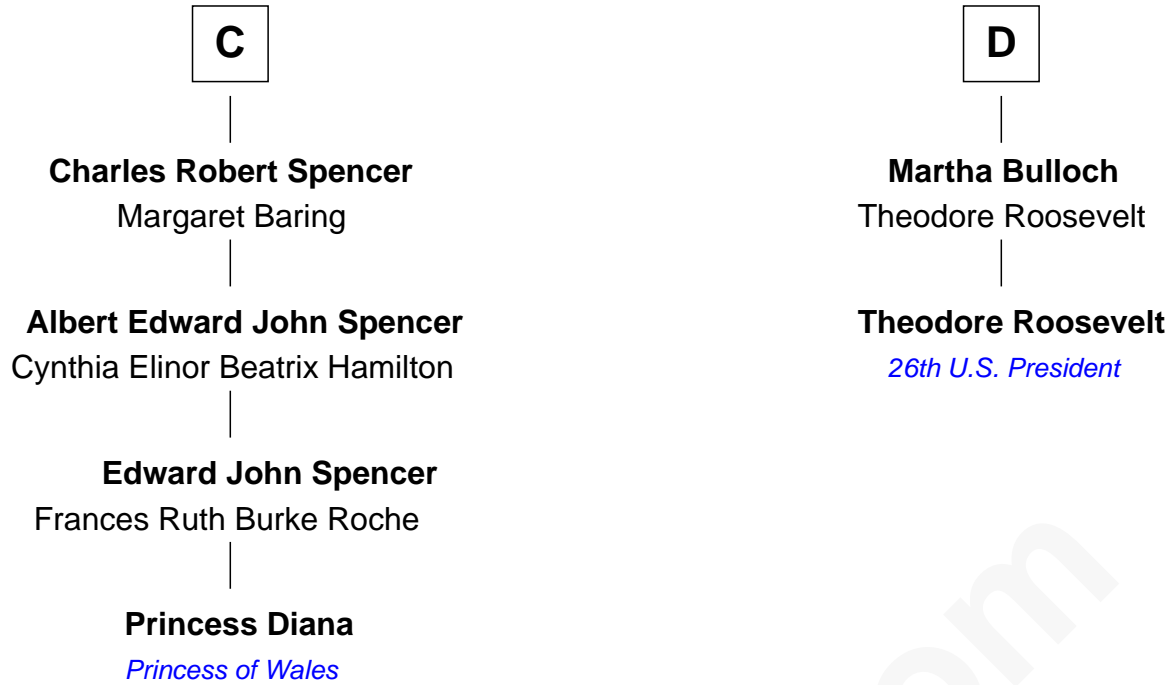 C
Charles Robert Spencer
Margaret Baring
Albert Edward John Spencer
Cynthia Elinor Beatrix Hamilton
Edward John Spencer
Frances Ruth Burke Roche
Princess Diana
Princess of Wales
D
Martha Bulloch
Theodore Roosevelt
Theodore Roosevelt
26th U.S. President
om